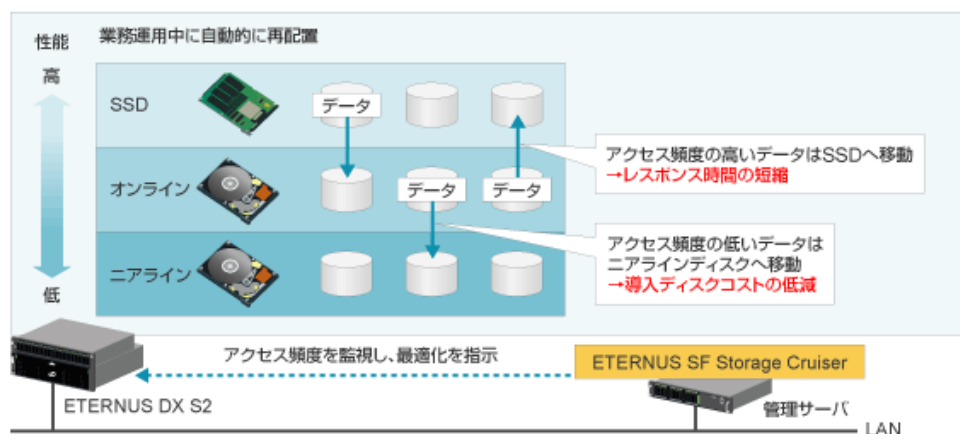 性能
業務運用中に自動的に再配置
高
SSD
データ
アクセス頻度の高いデータはSSDへ移動
→レスポンス時間の短縮
オンライン
データ
データ
アクセス頻度の低いデータは
ニアラインディスクへ移動
→導入ディスクコストの低減
ニアライン
低
アクセス頻度を監視し、最適化を指示
ETERNUS SF Storage Cruiser
ETERNUS DX S2
管理サーバ
LAN